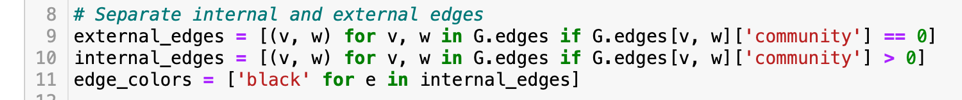 8 # Separate internal and external edges
9 external_edges = [(v, w) for v, w in G.edges if G.edges[v, w]['community'] == 0]
10 internal_edges = [(v, w) for v, w in G.edges if G.edges[v, w]['community'] > 0]
11 edge_colors = ['black' for e in internal_edges]